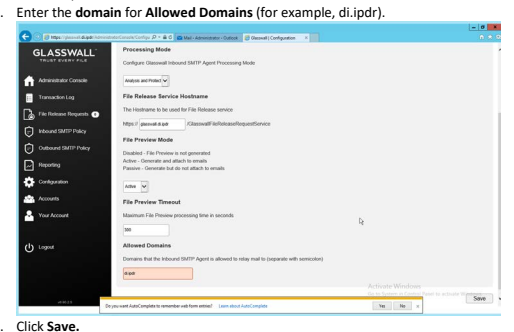 . Enter the domain for Allowed Domains (for example, di.ipdr).
Mail - Administrator - Outlook
Glasswall | Configuration
GLASSWALL
TRUST EVERY FILE
Administrator Console
Transaction Log
File Release Requests
Inbound SMTP Policy
Outbound SMTP Policy
Reporting
Configuration
Accounts
Your Account
Logout
Processing Mode
Configure Glasswall Inbound SMTP Agent Processing Mode
Analysis and Protect
File Release Service Hostname
The Hostname to be used for File Release service
https:// glasswall.di.ipdr /GlasswallFileReleaseRequestService
File Preview Mode
Disabled - File Preview is not generated
Active - Generate and attach to emails
Passive - Generate but do not attach to emails
Active
File Preview Timeout
Maximum File Preview processing time in seconds
300
Allowed Domains
Domains that the Inbound SMTP Agent is allowed to relay mail to (separate with semicolon)
di.ipdr
Activate Windows
Go to System in Control Panel to activate Windows.
Save
Do you want AutoComplete to remember web form entries? Learn about AutoComplete
Yes No x
. Click Save.